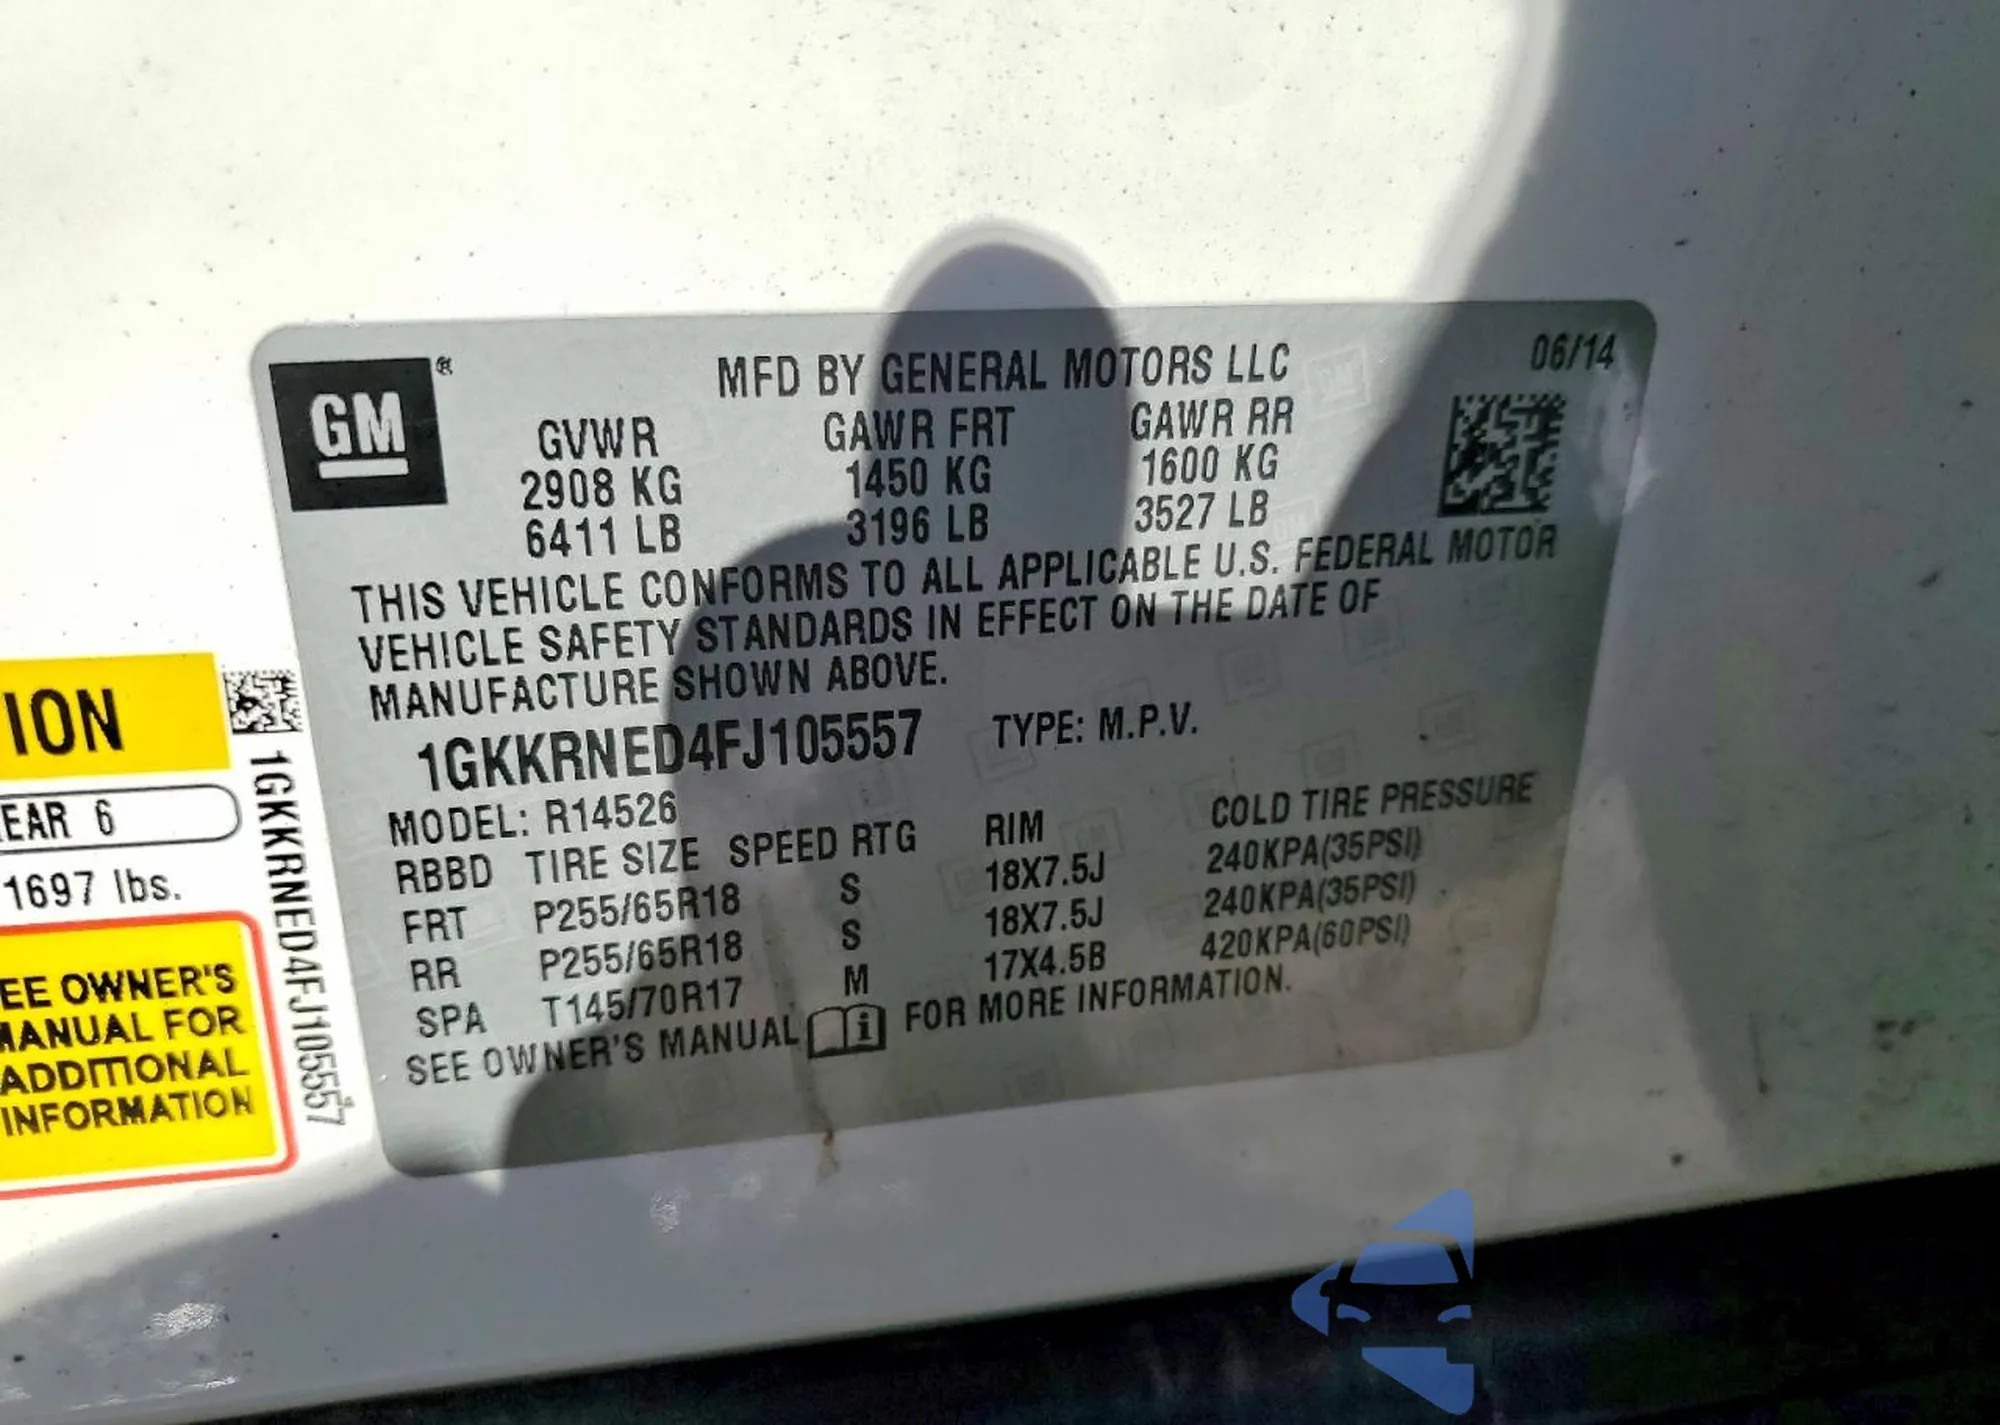 GM ®
MFD BY GENERAL MOTORS LLC
06/14
GVWR GAWR FRT GAWR RR
2908 KG 1450 KG 1600 KG
6411 LB 3196 LB 3527 LB
THIS VEHICLE CONFORMS TO ALL APPLICABLE U.S. FEDERAL MOTOR
VEHICLE SAFETY STANDARDS IN EFFECT ON THE DATE OF
MANUFACTURE SHOWN ABOVE.
1GKKRNED4FJ105557 TYPE: M.P.V.
MODEL: R14526
RBBD TIRE SIZE SPEED RTG RIM COLD TIRE PRESSURE
FRT P255/65R18 S 18X7.5J 240KPA(35PSI)
RR P255/65R18 S 18X7.5J 240KPA(35PSI)
SPA T145/70R17 M 17X4.5B 420KPA(60PSI)
SEE OWNER'S MANUAL i FOR MORE INFORMATION.
ION
EAR 6
1697 lbs.
EE OWNER'S
MANUAL FOR
ADDITIONAL
INFORMATION
1GKKRNED4FJ105557